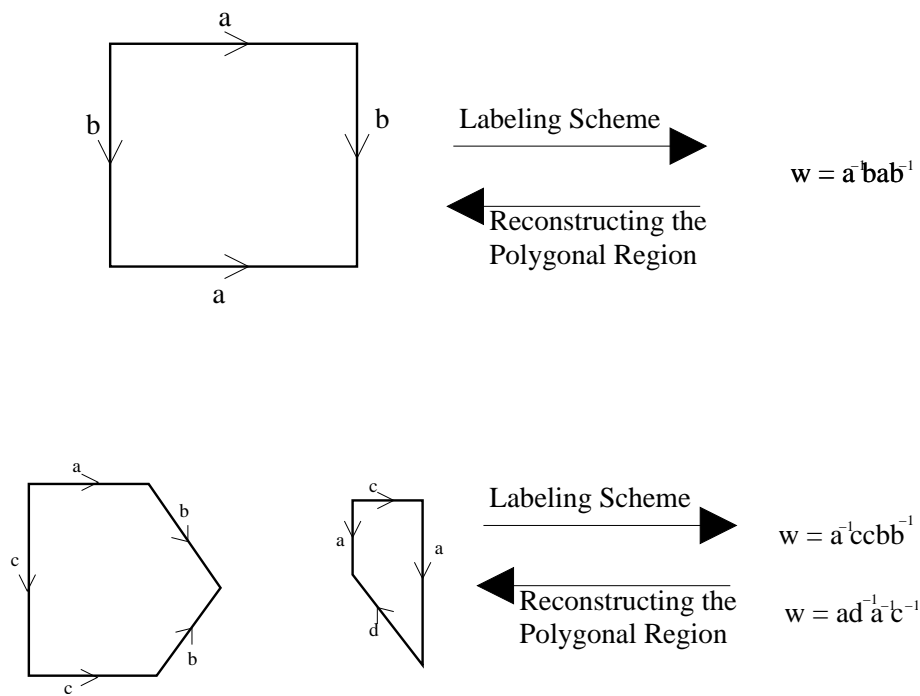 a
b
b
Labeling Scheme
w = a⁻¹bab⁻¹
Reconstructing the
Polygonal Region
a
a
b
c
b
c
c
a
a
d
Labeling Scheme
w = a⁻¹ccbb⁻¹
Reconstructing the
Polygonal Region
w = ad⁻¹a⁻¹c⁻¹